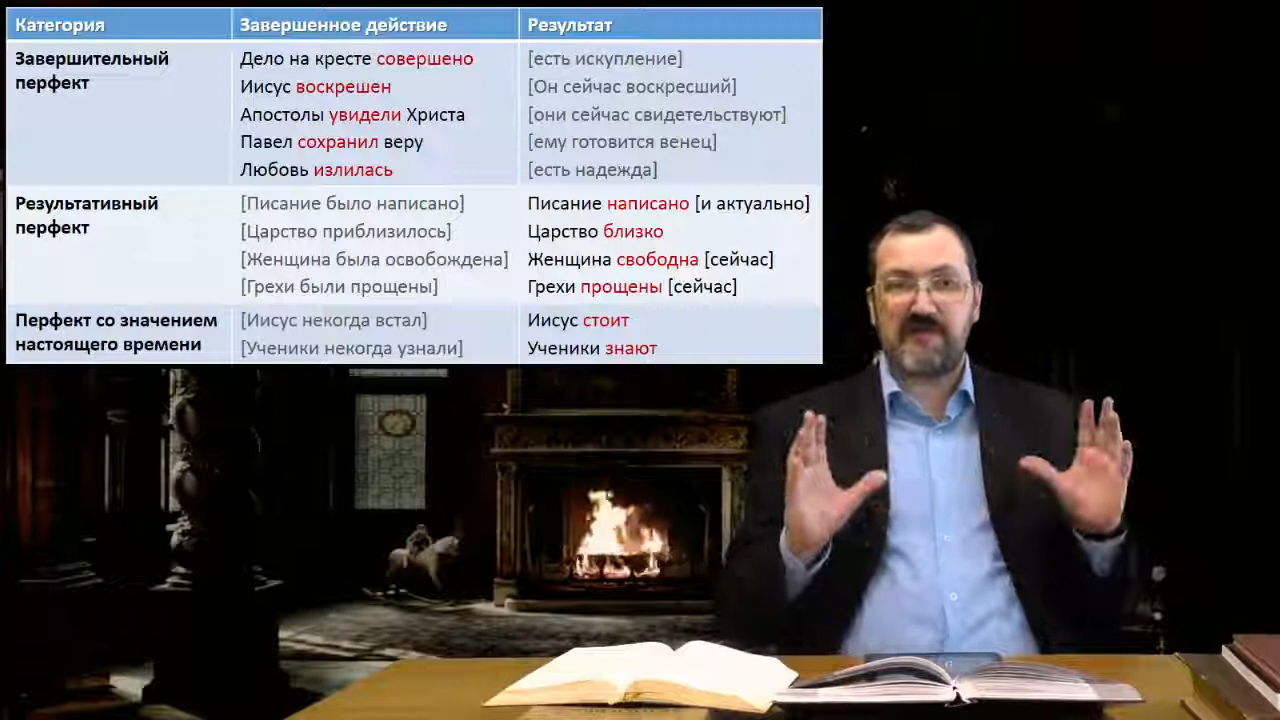 Категория Завершенное действие Результат
Завершительный перфект
Дело на кресте совершено [есть искупление]
Иисус воскрешен [Он сейчас воскресший]
Апостолы увидели Христа [они сейчас свидетельствуют]
Павел сохранил веру [ему готовится венец]
Любовь излилась [есть надежда]
Результативный перфект
[Писание было написано] Писание написано [и актуально]
[Царство приблизилось] Царство близко
[Женщина была освобождена] Женщина свободна [сейчас]
[Грехи были прощены] Грехи прощены [сейчас]
Перфект со значением настоящего времени
[Иисус некогда встал] Иисус стоит
[Ученики некогда узнали] Ученики знают